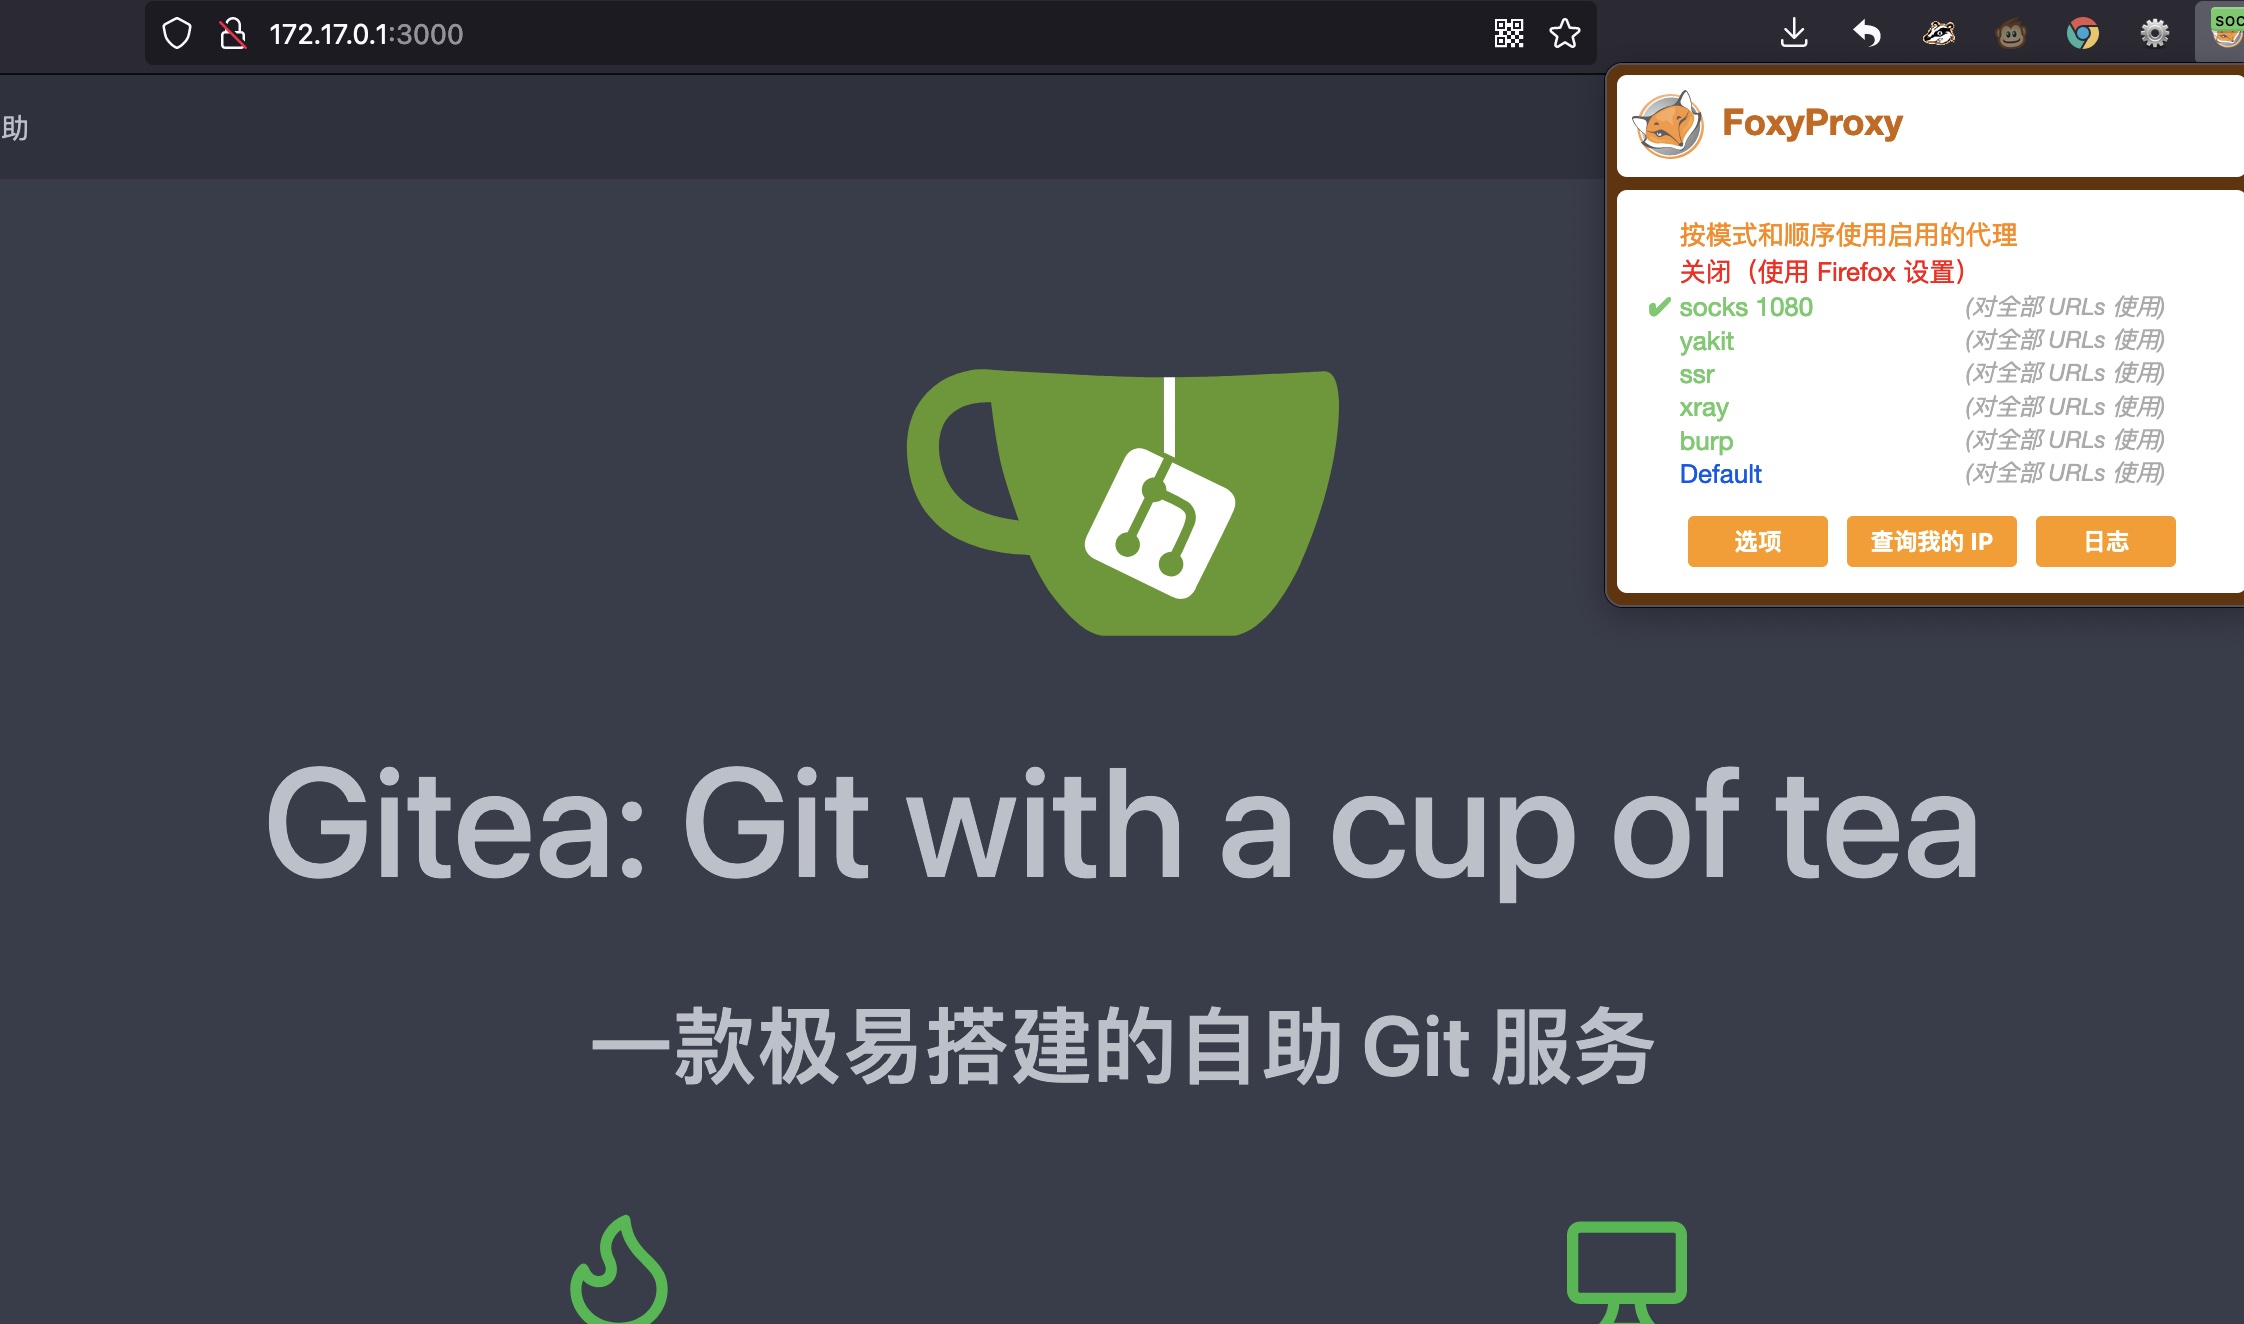 172.17.0.1:3000
soc
助
FoxyProxy
按模式和顺序使用启用的代理
关闭（使用 Firefox 设置）
✔ socks 1080 (对全部 URLs 使用)
yakit (对全部 URLs 使用)
ssr (对全部 URLs 使用)
xray (对全部 URLs 使用)
burp (对全部 URLs 使用)
Default (对全部 URLs 使用)
选项 查询我的 IP 日志
Gitea: Git with a cup of tea
一款极易搭建的自助 Git 服务